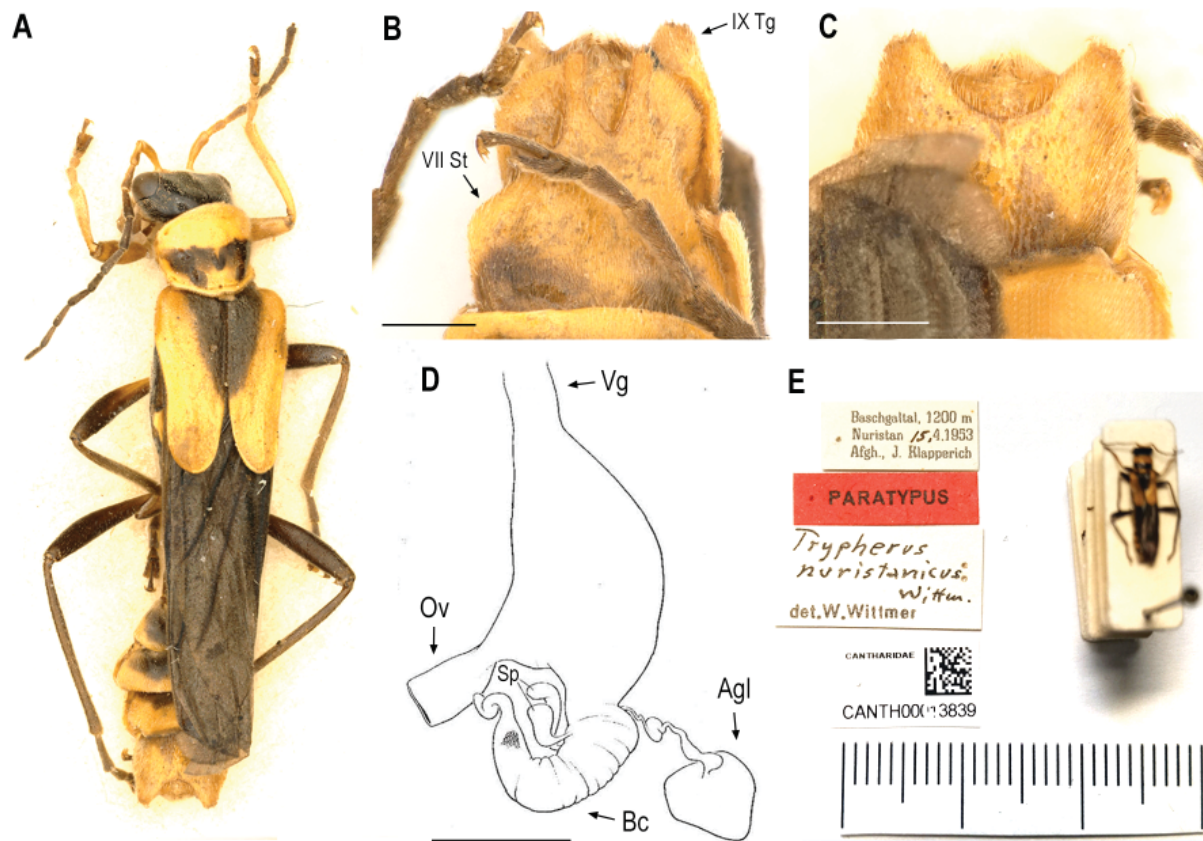 A
B
IX Tg
VII St
C
D
Vg
Ov
Sp
Agl
Bc
E
Baschgaltal, 1200 m
Nuristan 15.4.1953
Afgh., J. Klapperich
PARATYPUS
Trypherus
nuristanicus
Wittm.
det. W. Wittmer
CANTHARIDAE
CANTH00013839